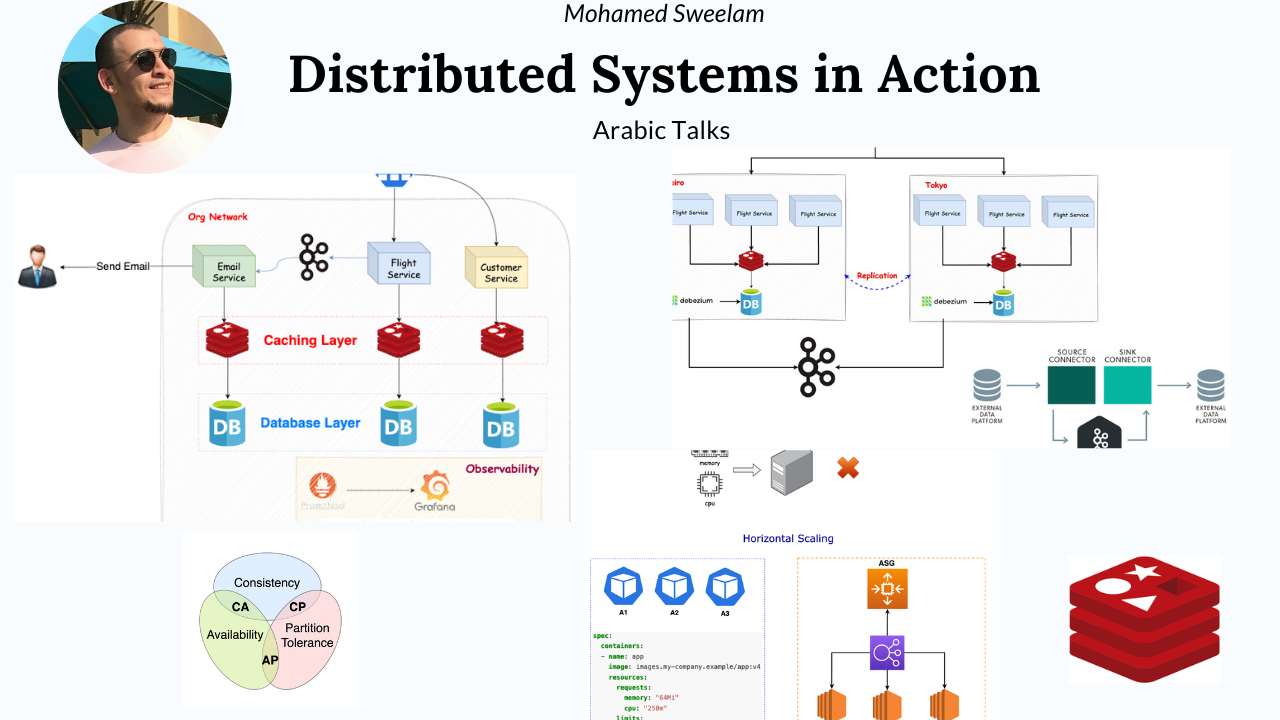 Mohamed Sweelam
Distributed Systems in Action
Arabic Talks
Org Network
Send Email
Email
Service
Flight
Service
Customer
Service
Caching Layer
DB
DB
DB
Database Layer
Observability
Grafana
Tokyo
Flight Service
Flight Service
Flight Service
Flight Service
Flight Service
Flight Service
Replication
debezium
DB
debezium
DB
SOURCE
CONNECTOR
SINK
CONNECTOR
EXTERNAL
DATA
PLATFORM
EXTERNAL
DATA
PLATFORM
memory
cpu
Horizontal Scaling
A1
A2
A3
ASG
spec:
containers:
- name: app
image: images.my-company.example/app:v4
resources:
requests:
memory: "64Mi"
cpu: "250m"
limits:
Consistency
CA
CP
Availability
Partition
Tolerance
AP